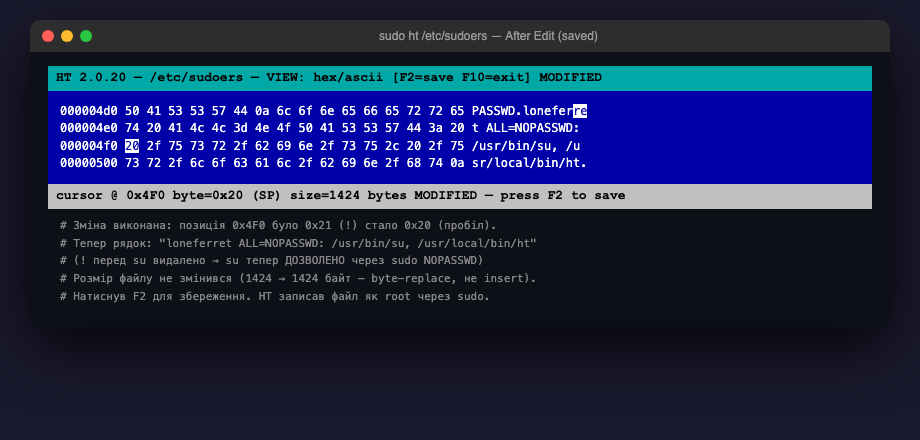 sudo ht /etc/sudoers — After Edit (saved)
HT 2.0.20 — /etc/sudoers — VIEW: hex/ascii [F2=save F10=exit] MODIFIED
000004d0 50 41 53 53 57 44 0a 6c 6f 6e 65 66 65 72 72 65 PASSWD.loneferre
000004e0 74 20 41 4c 4c 3d 4e 4f 50 41 53 53 57 44 3a 20 t ALL=NOPASSWD:
000004f0 20 2f 75 73 72 2f 62 69 6e 2f 73 75 2c 20 2f 75 /usr/bin/su, /u
00000500 73 72 2f 6c 6f 63 61 6c 2f 62 69 6e 2f 68 74 0a sr/local/bin/ht.
cursor @ 0x4F0 byte=0x20 (SP) size=1424 bytes MODIFIED — press F2 to save
# Зміна виконана: позиція 0x4F0 було 0x21 (!) стало 0x20 (пробіл).
# Тепер рядок: "loneferret ALL=NOPASSWD: /usr/bin/su, /usr/local/bin/ht"
# (! перед su видалено → su тепер ДОЗВОЛЕНО через sudo NOPASSWD)
# Розмір файлу не змінився (1424 → 1424 байт — byte-replace, не insert).
# Натиснув F2 для збереження. HT записав файл як root через sudo.